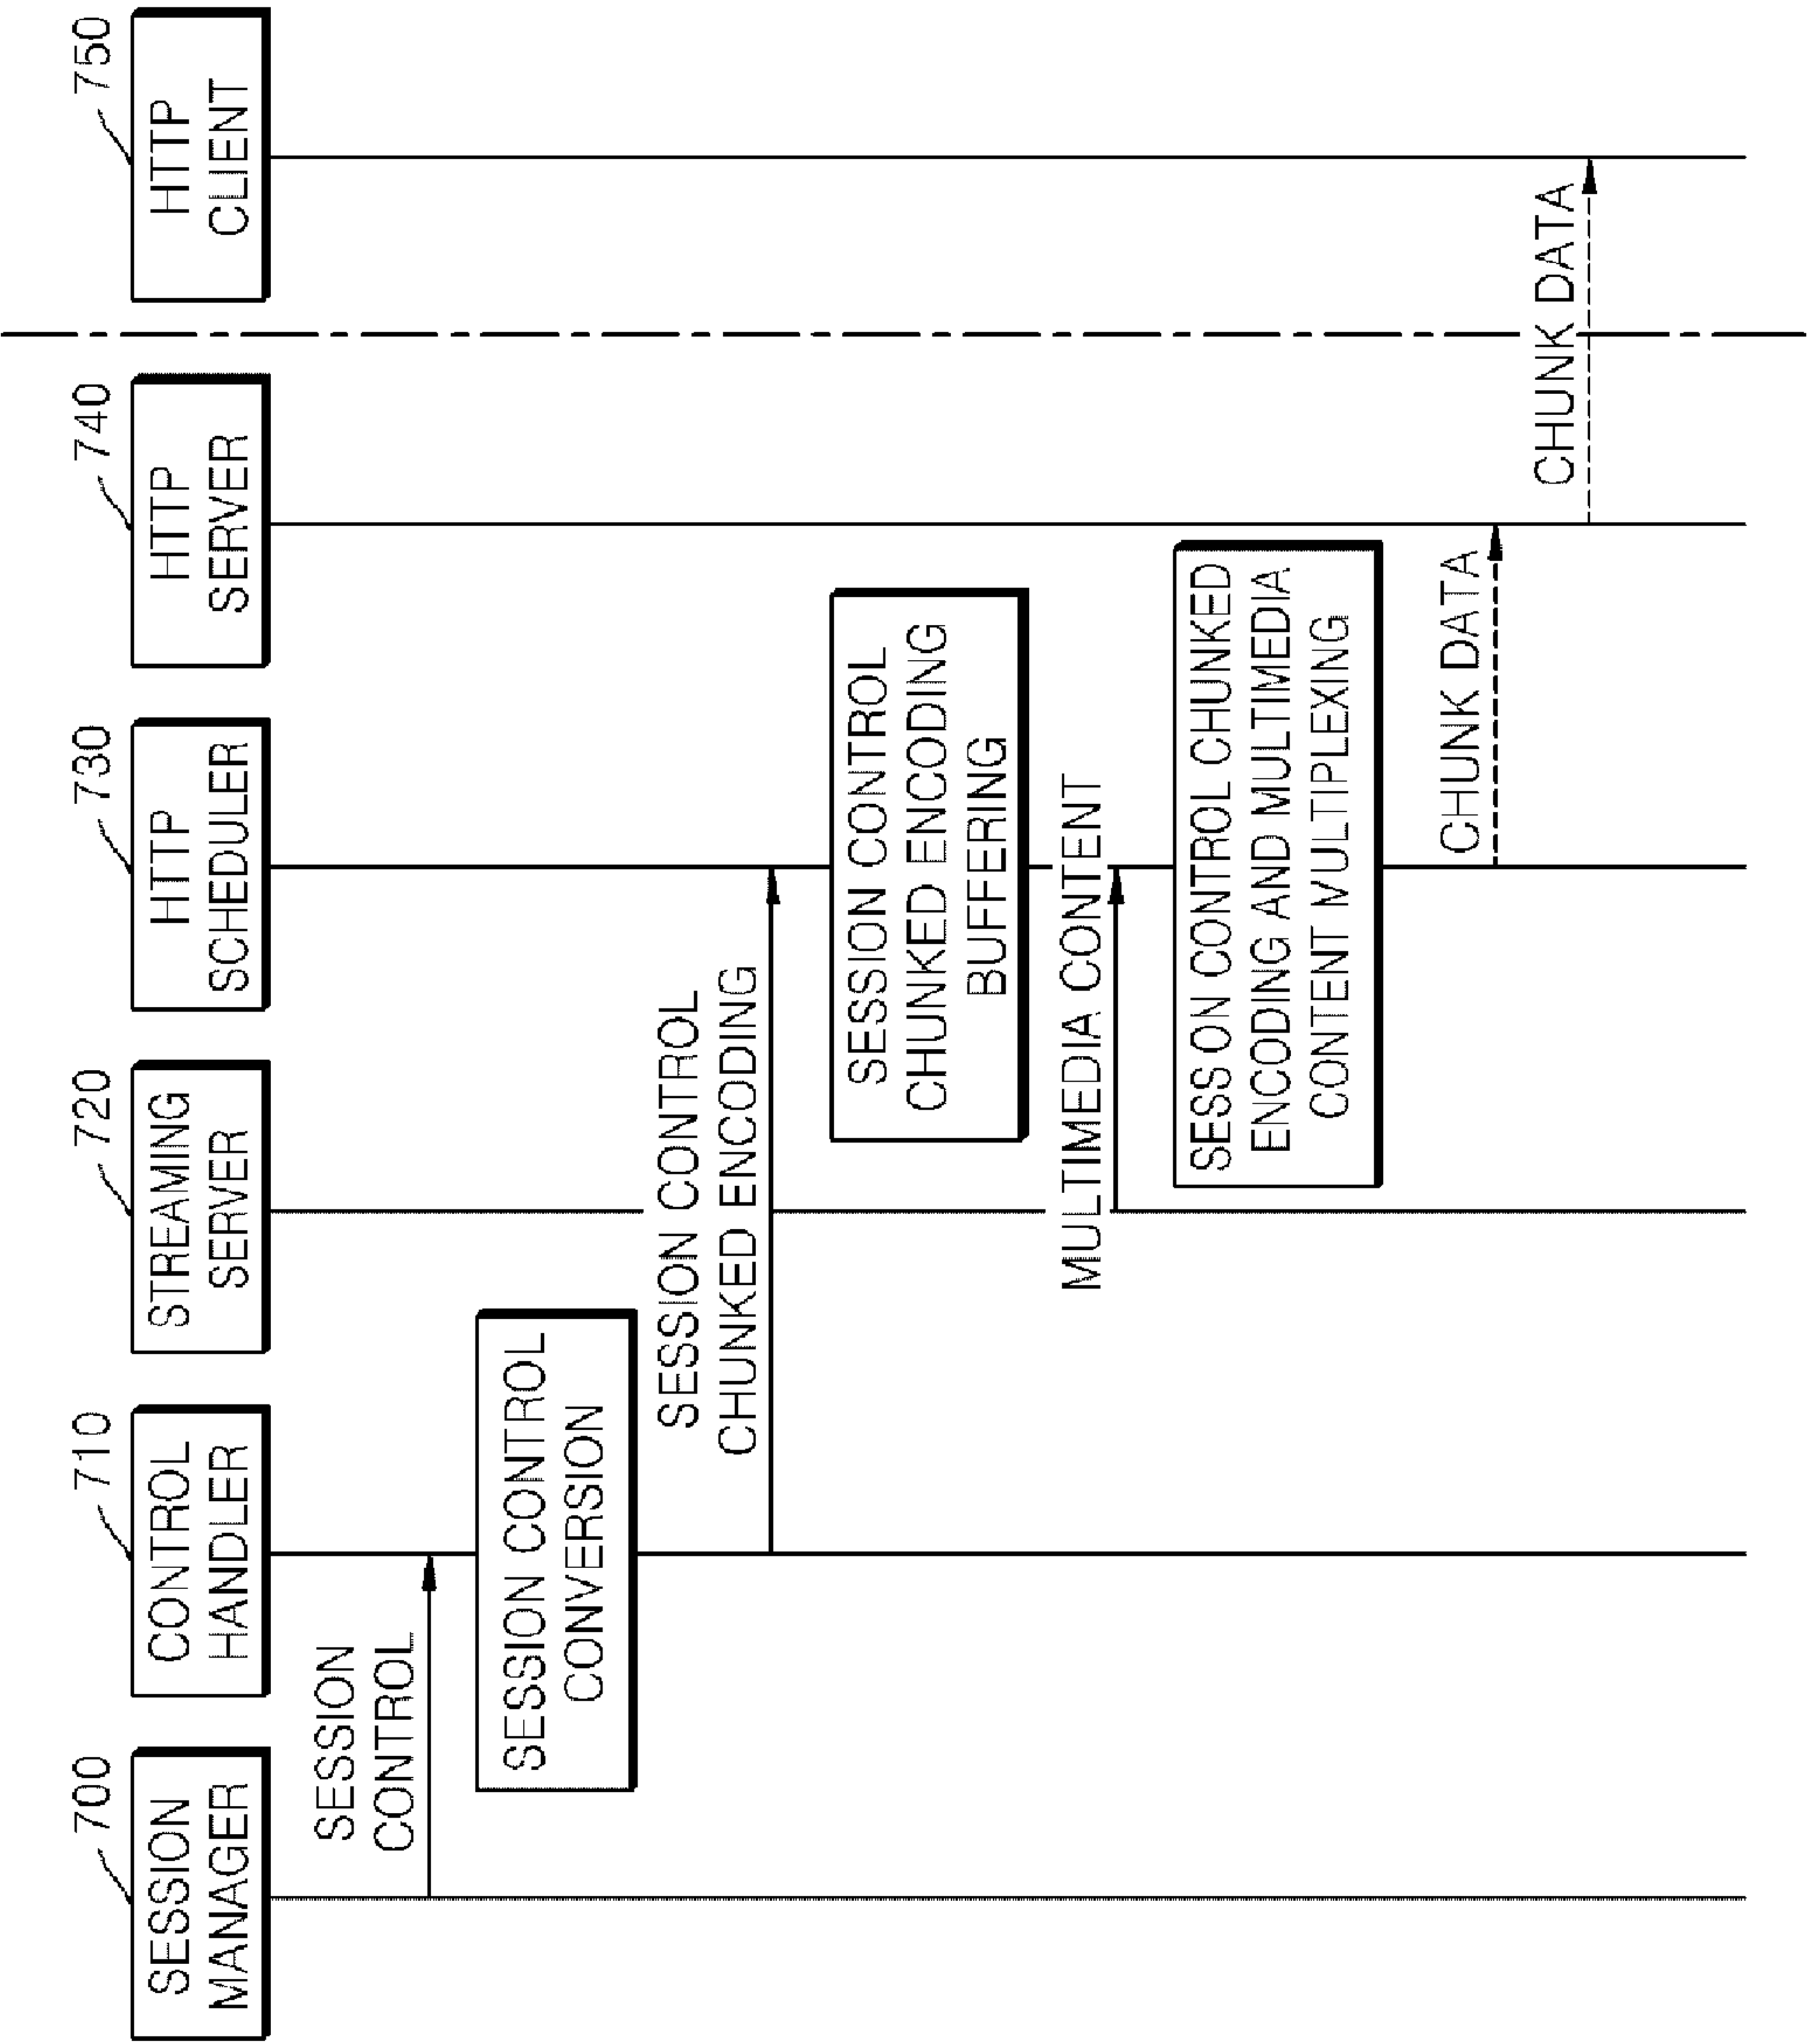 700
SESSION
MANAGER
710
CONTROL
HANDLER
720
STREAMING
SERVER
730
HTTP
SCHEDULER
740
HTTP
SERVER
750
HTTP
CLIENT
SESSION
CONTROL
SESSION CONTROL
CONVERSION
SESSION CONTROL
CHUNKED ENCODING
SESSION CONTROL
CHUNKED ENCODING
BUFFERING
MULTIMEDIA CONTENT
SESS ON CONTROL CHUNKED
ENCODING AND MULTIMEDIA
CONTENT MULTIPLEXING
CHUNK DATA
CHUNK DATA